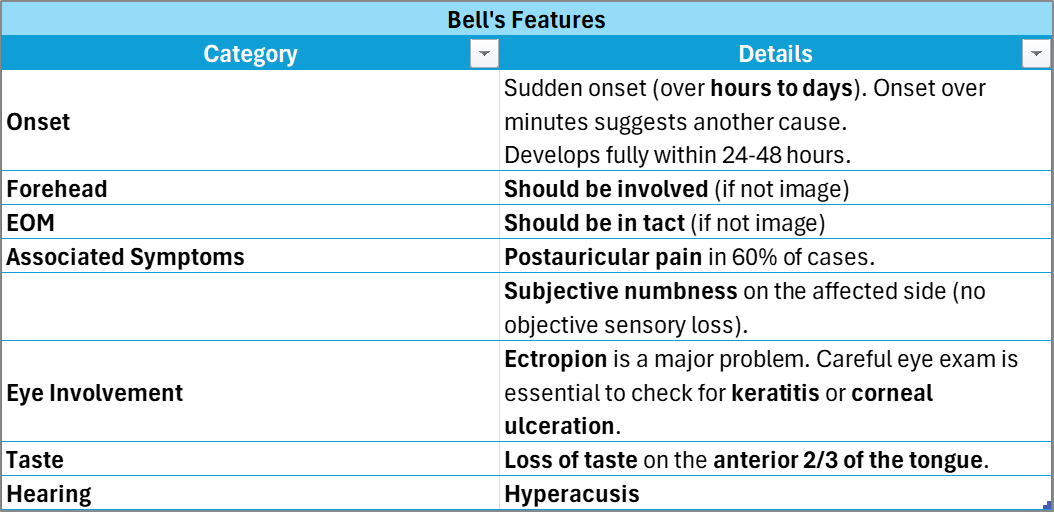 Bell's Features
Category Details
Sudden onset (over hours to days). Onset over
Onset minutes suggests another cause.
Develops fully within 24-48 hours.
Forehead Should be involved (if not image)
EOM Should be in tact (if not image)
Associated Symptoms Postauricular pain in 60% of cases.
Subjective numbness on the affected side (no
objective sensory loss).
Ectropion is a major problem. Careful eye exam is
Eye Involvement essential to check for keratitis or corneal
ulceration.
Taste Loss of taste on the anterior 2/3 of the tongue.
Hearing Hyperacusis